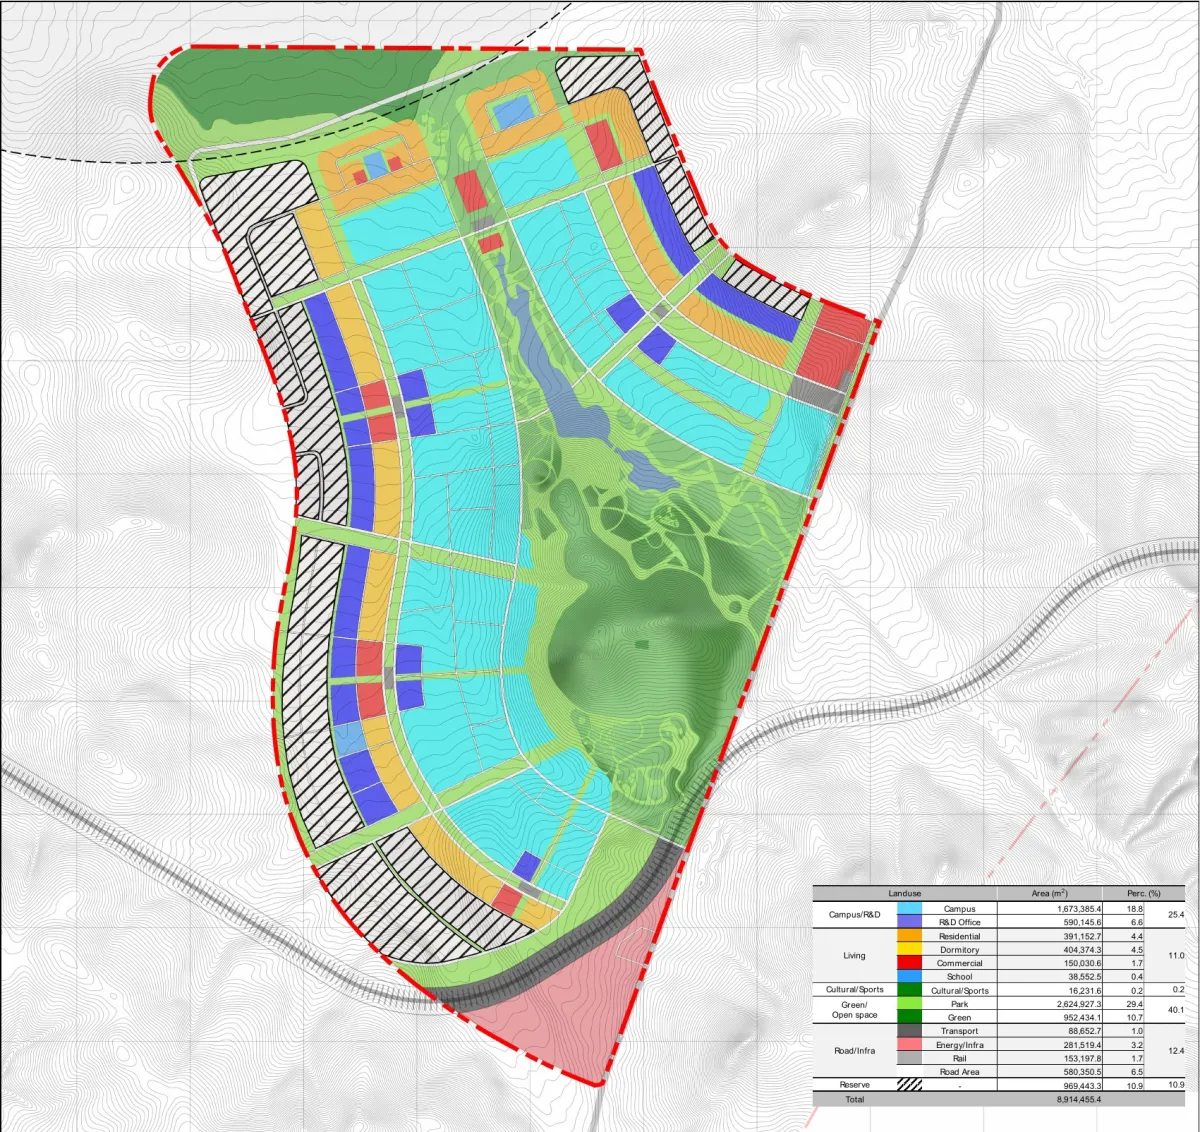 Landuse Area (m²) Perc. (%)
Campus/R&D Campus 1,673,385.4 18.8 25.4
R&D Office 590,145.6 6.6
Living Residential 391,152.7 4.4 11.0
Dormitory 404,374.3 4.5
Commercial 150,030.6 1.7
School 38,552.5 0.4
Cultural/Sports Cultural/Sports 16,231.6 0.2 0.2
Green/ Open space Park 2,624,927.3 29.4 40.1
Green 952,434.1 10.7
Road/Infra Transport 88,652.7 1.0 12.4
Energy/Infra 281,519.4 3.2
Rail 153,197.8 1.7
Road Area 580,350.5 6.5
Reserve - 969,443.3 10.9 10.9
Total 8,914,455.4